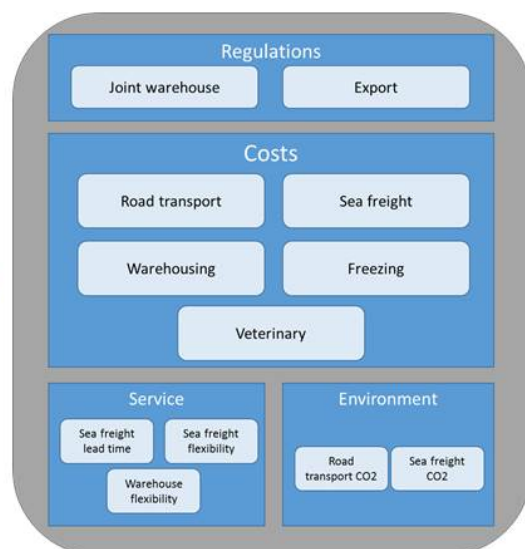 Regulations
Joint warehouse
Export
Costs
Road transport
Sea freight
Warehousing
Freezing
Veterinary
Service
Sea freight
lead time
Sea freight
flexibility
Warehouse
flexibility
Environment
Road
transport CO2
Sea freight
CO2